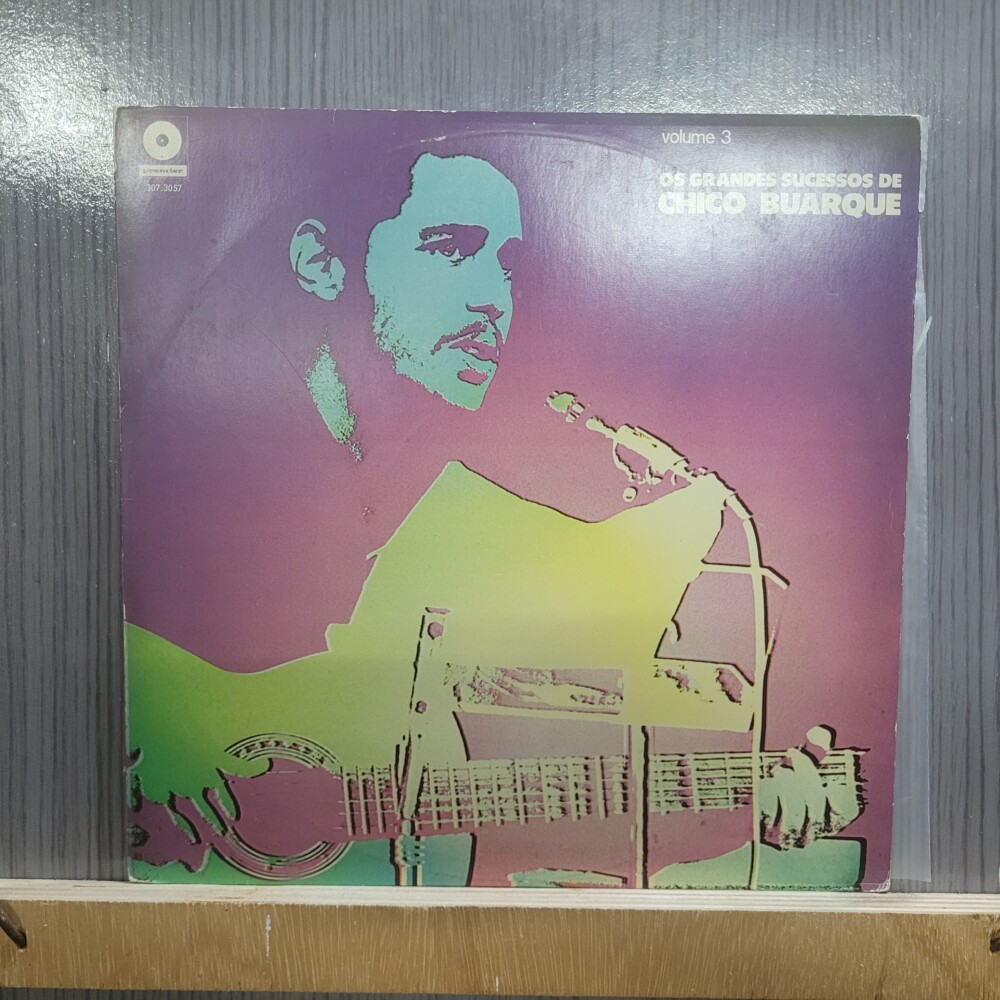 volume 3
OS GRANDES SUCESSOS DE
CHICO BUARQUE
307.3057